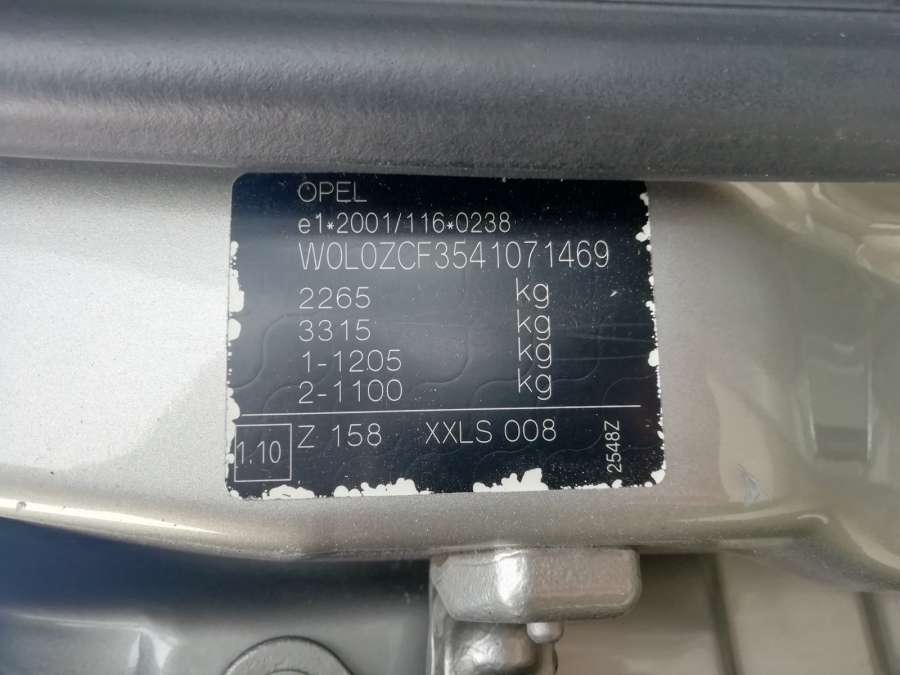 OPEL
e1*2001/116*0238
W0L0ZCF3541071469
2265 kg
3315 kg
1-1205 kg
2-1100 kg
1.10 Z 158 XXLS 008
2548Z